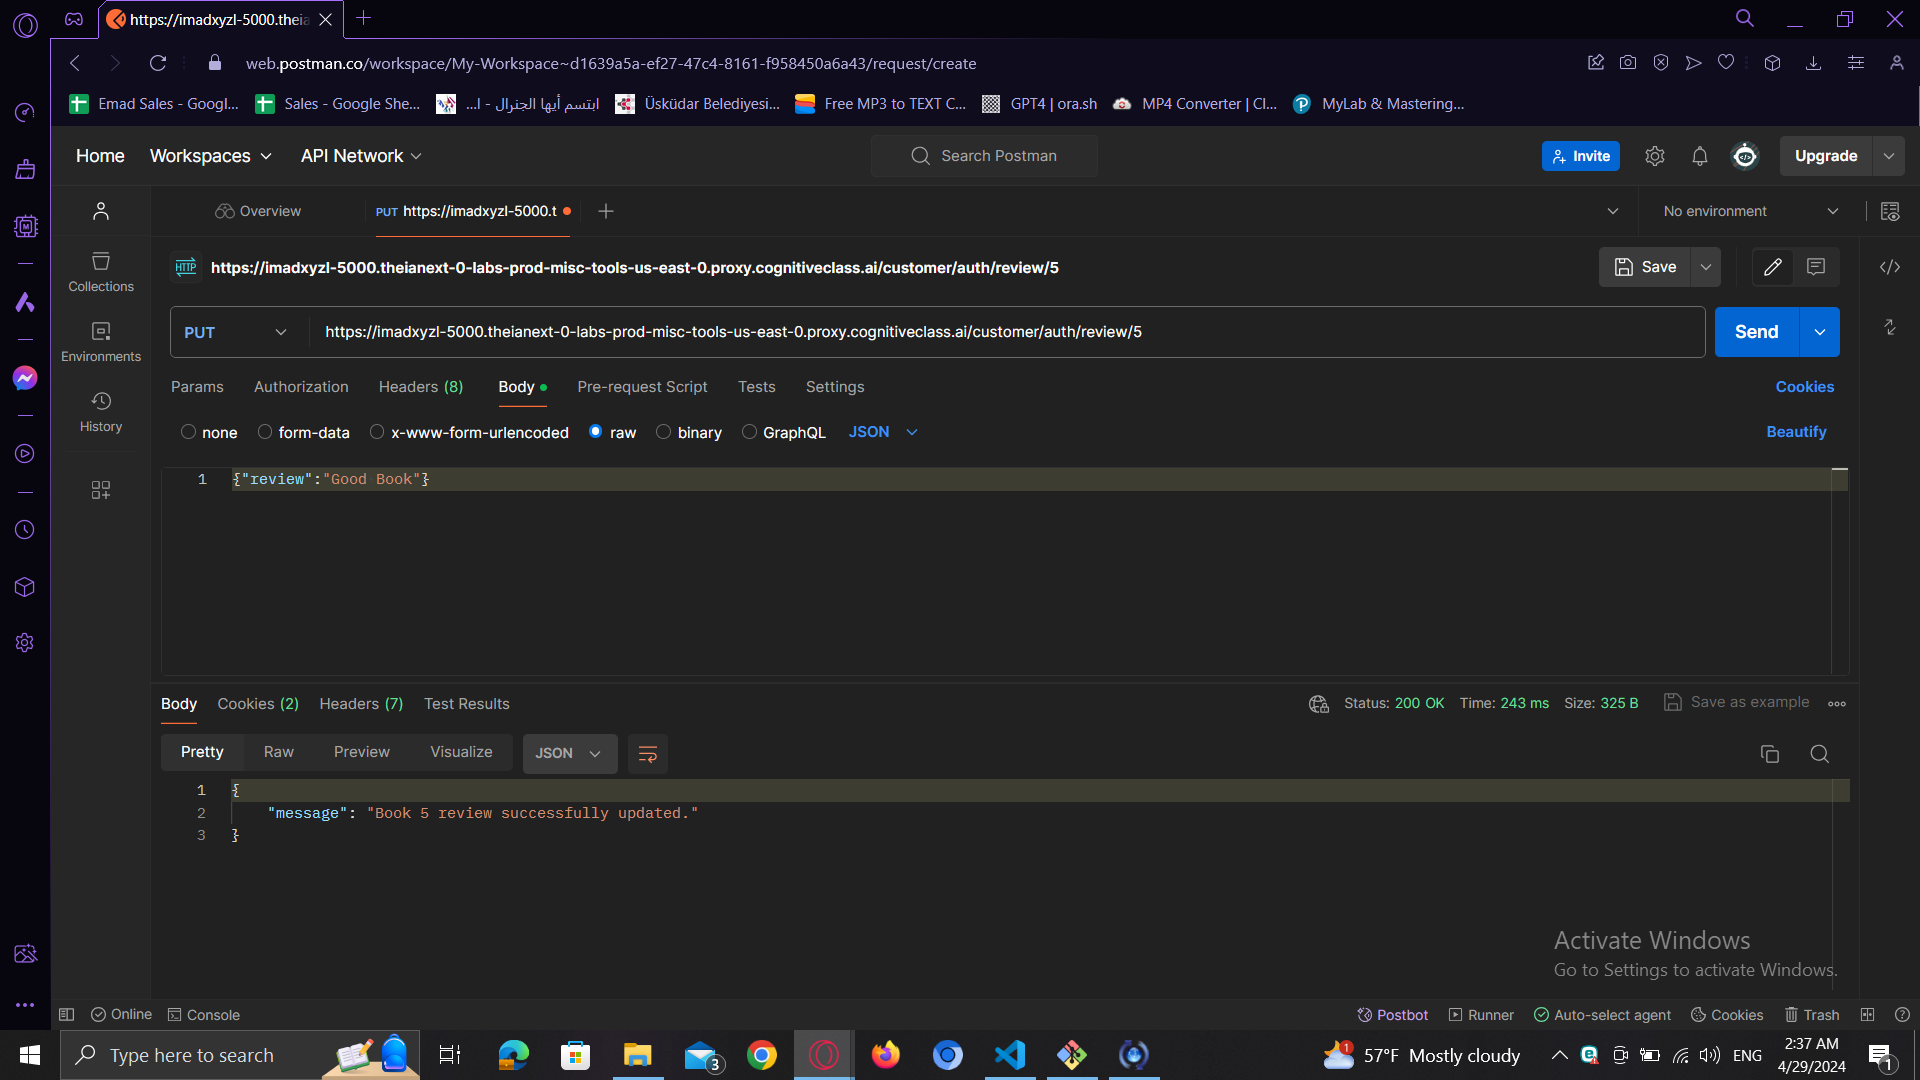 https://imadxyzl-5000.theia
web.postman.co/workspace/My-Workspace~d1639a5a-ef27-47c4-8161-f958450a6a43/request/create
Emad Sales - Googl...
Sales - Google She...
ابتسم أيها الجنرال - ا...
Üsküdar Belediyesi...
Free MP3 to TEXT C...
GPT4 | ora.sh
MP4 Converter | Cl...
MyLab & Mastering...
Home
Workspaces
API Network
Search Postman
Invite
Upgrade
Overview
PUT https://imadxyzl-5000.t
No environment
HTTP
https://imadxyzl-5000.theianext-0-labs-prod-misc-tools-us-east-0.proxy.cognitiveclass.ai/customer/auth/review/5
Save
Collections
Environments
History
PUT
https://imadxyzl-5000.theianext-0-labs-prod-misc-tools-us-east-0.proxy.cognitiveclass.ai/customer/auth/review/5
Send
Params
Authorization
Headers (8)
Body
Pre-request Script
Tests
Settings
Cookies
none
form-data
x-www-form-urlencoded
raw
binary
GraphQL
JSON
Beautify
1 {"review":"Good Book"}
Body
Cookies (2)
Headers (7)
Test Results
Status: 200 OK
Time: 243 ms
Size: 325 B
Save as example
Pretty
Raw
Preview
Visualize
JSON
1 {
2 "message": "Book 5 review successfully updated."
3 }
Activate Windows
Go to Settings to activate Windows.
Online
Console
Postbot
Runner
Auto-select agent
Cookies
Trash
Type here to search
3
1
57°F Mostly cloudy
ENG
2:37 AM
4/29/2024
1